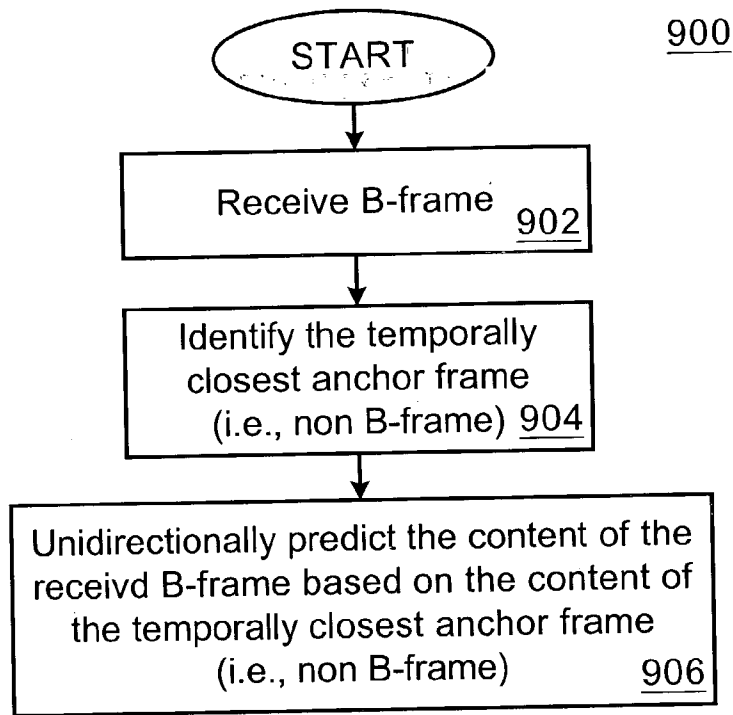 900
START
Receive B-frame
902
Identify the temporally
closest anchor frame
(i.e., non B-frame) 904
Unidirectionally predict the content of the
receivd B-frame based on the content of
the temporally closest anchor frame
(i.e., non B-frame)
906